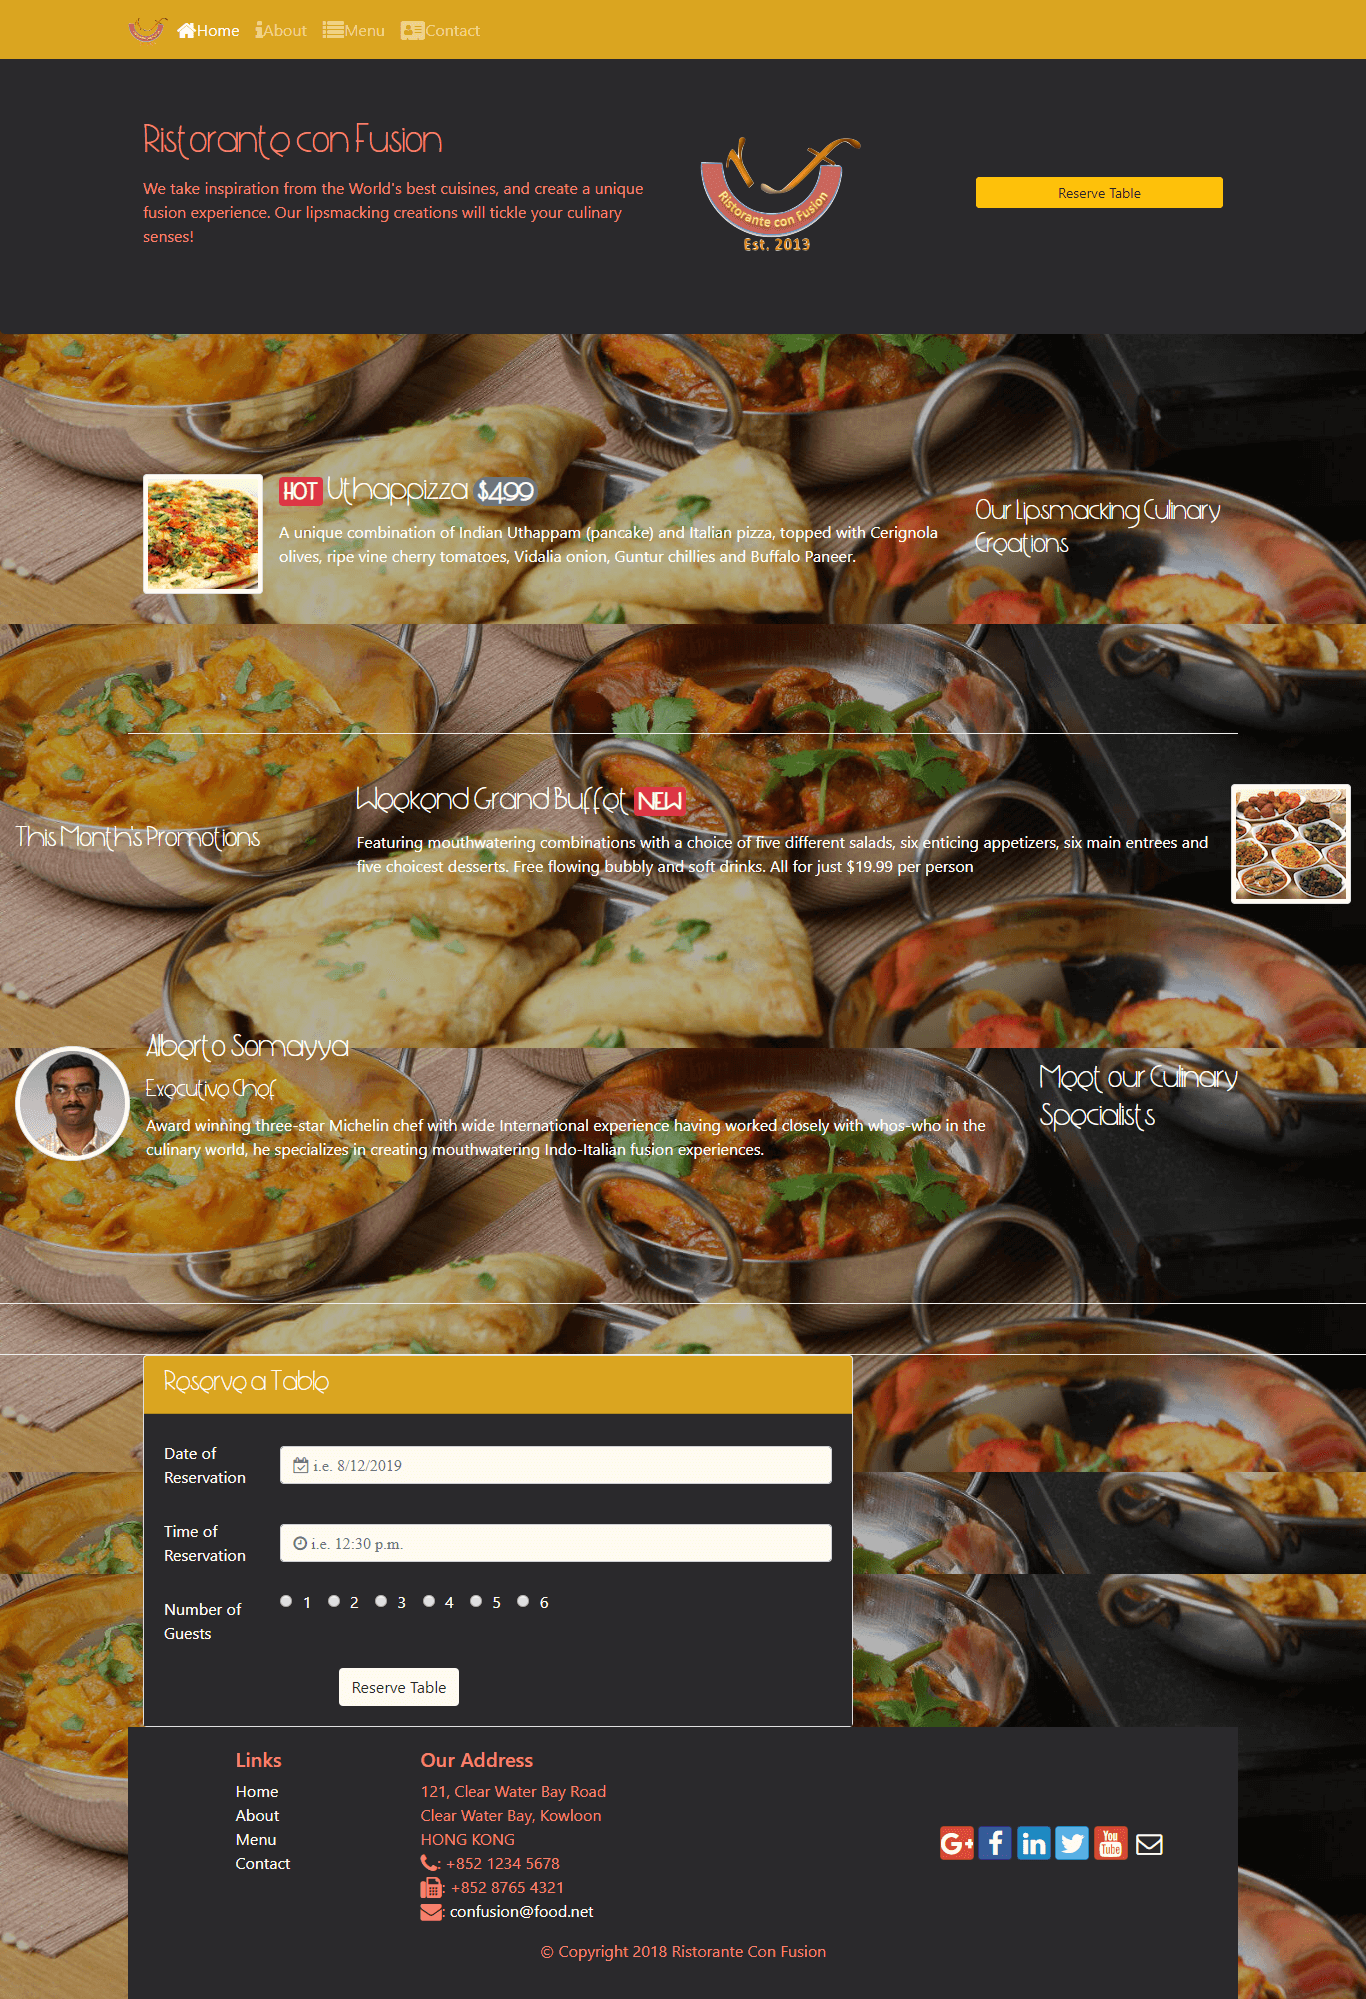 Home About Menu Contact
Ristorante con Fusion
We take inspiration from the World's best cuisines, and create a unique
fusion experience. Our lipsmacking creations will tickle your culinary
senses!
Ristorante con Fusion
Est. 2013
Reserve Table
HOT Uthappizza $4.99
A unique combination of Indian Uthappam (pancake) and Italian pizza, topped with Cerignola
olives, ripe vine cherry tomatoes, Vidalia onion, Guntur chillies and Buffalo Paneer.
Our Lipsmacking Culinary
Creations
This Month's Promotions
Weekend Grand Buffet NEW
Featuring mouthwatering combinations with a choice of five different salads, six enticing appetizers, six main entrees and
five choicest desserts. Free flowing bubbly and soft drinks. All for just $19.99 per person
Alberto Somayya
Executive Chef
Award winning three-star Michelin chef with wide International experience having worked closely with whos-who in the
culinary world, he specializes in creating mouthwatering Indo-Italian fusion experiences.
Meet our Culinary
Specialists
Reserve a Table
Date of
Reservation
i.e. 8/12/2019
Time of
Reservation
i.e. 12:30 p.m.
Number of
Guests
1 2 3 4 5 6
Reserve Table
Links
Home
About
Menu
Contact
Our Address
121, Clear Water Bay Road
Clear Water Bay, Kowloon
HONG KONG
: +852 1234 5678
: +852 8765 4321
: confusion@food.net
G+ f in You Tube
© Copyright 2018 Ristorante Con Fusion